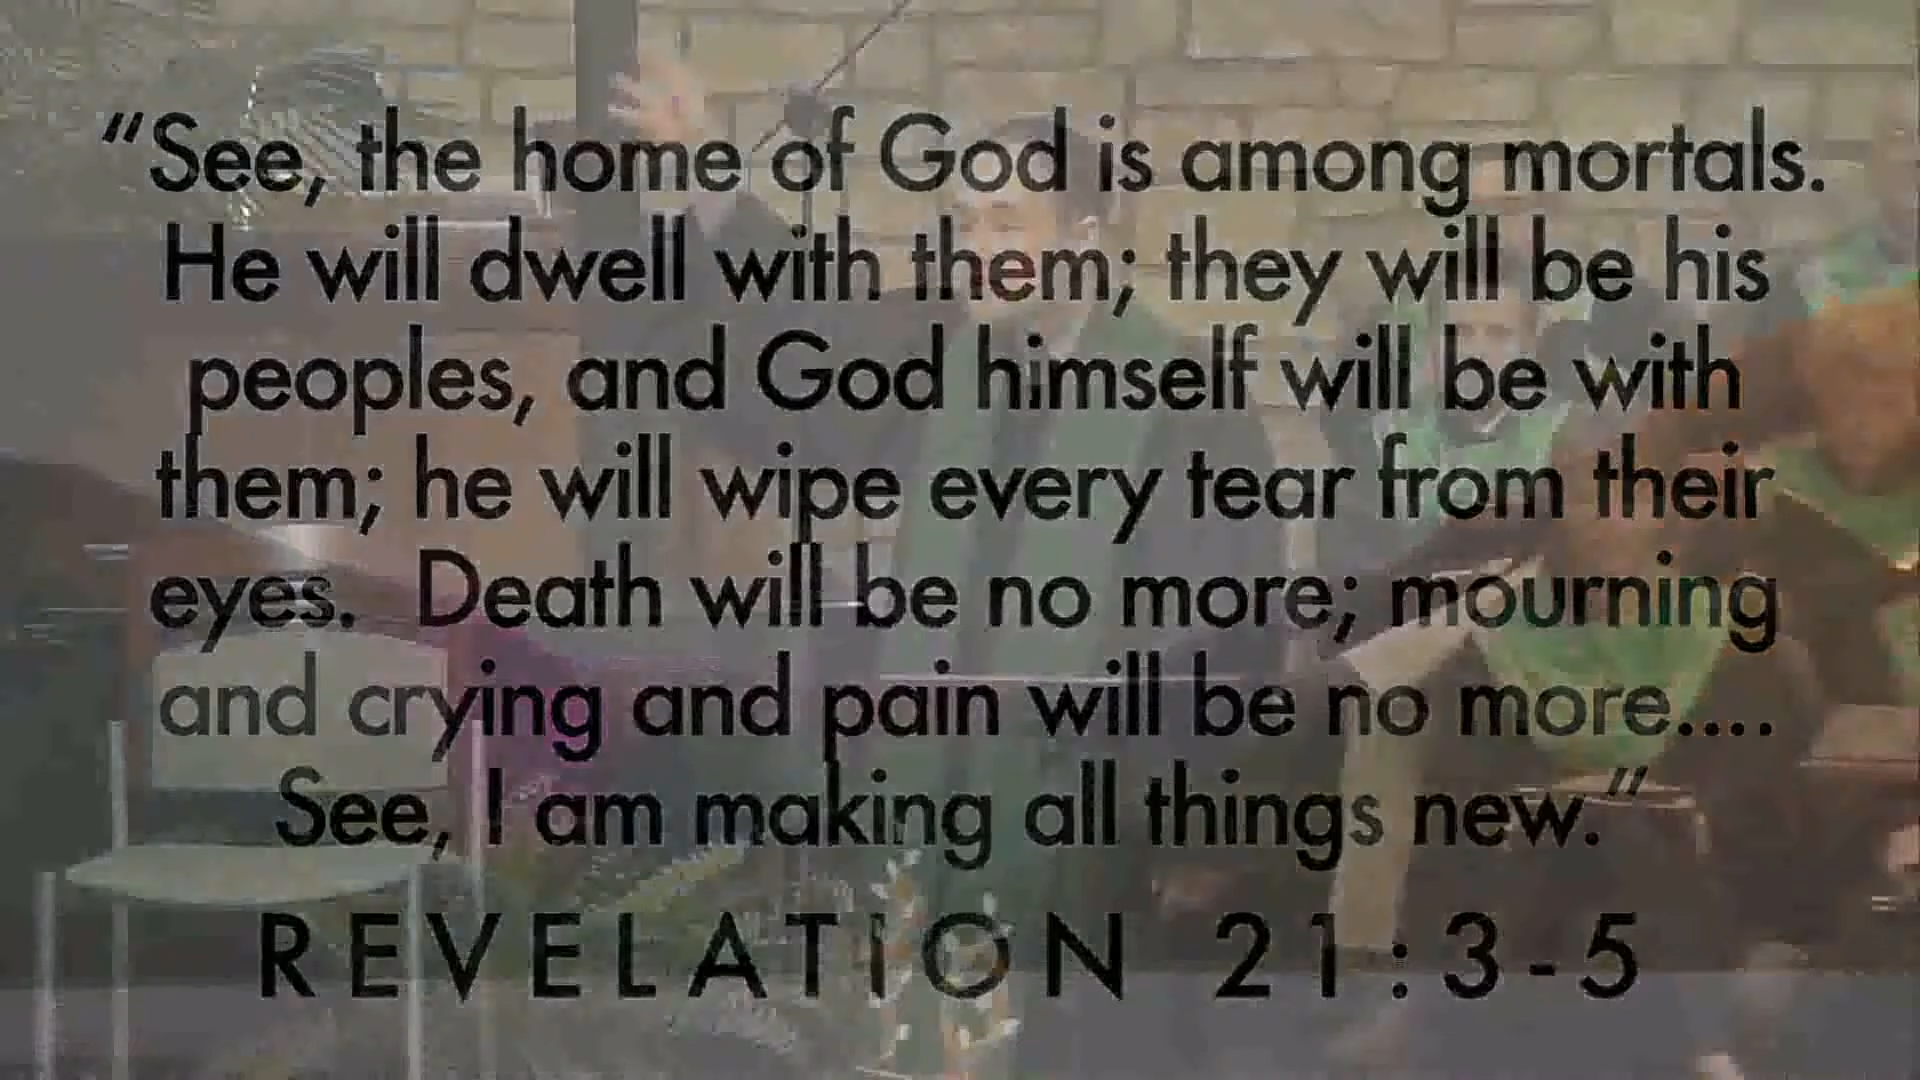 “See, the home of God is among mortals.
He will dwell with them; they will be his
peoples, and God himself will be with
them; he will wipe every tear from their
eyes. Death will be no more; mourning
and crying and pain will be no more....
See, I am making all things new.”
REVELATION 21:3-5